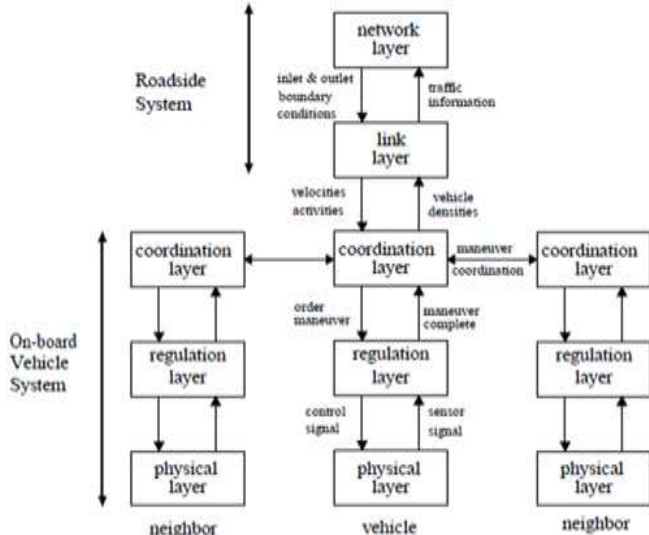 network
layer
Roadside
System
inlet & outlet
boundary
conditions
traffic
information
link
layer
velocities
activities
vehicle
densities
coordination
layer
coordination
layer
maneuver
coordination
coordination
layer
order
maneuver
maneuver
complete
On-board
Vehicle
System
regulation
layer
regulation
layer
regulation
layer
control
signal
sensor
signal
physical
layer
physical
layer
physical
layer
neighbor
vehicle
neighbor